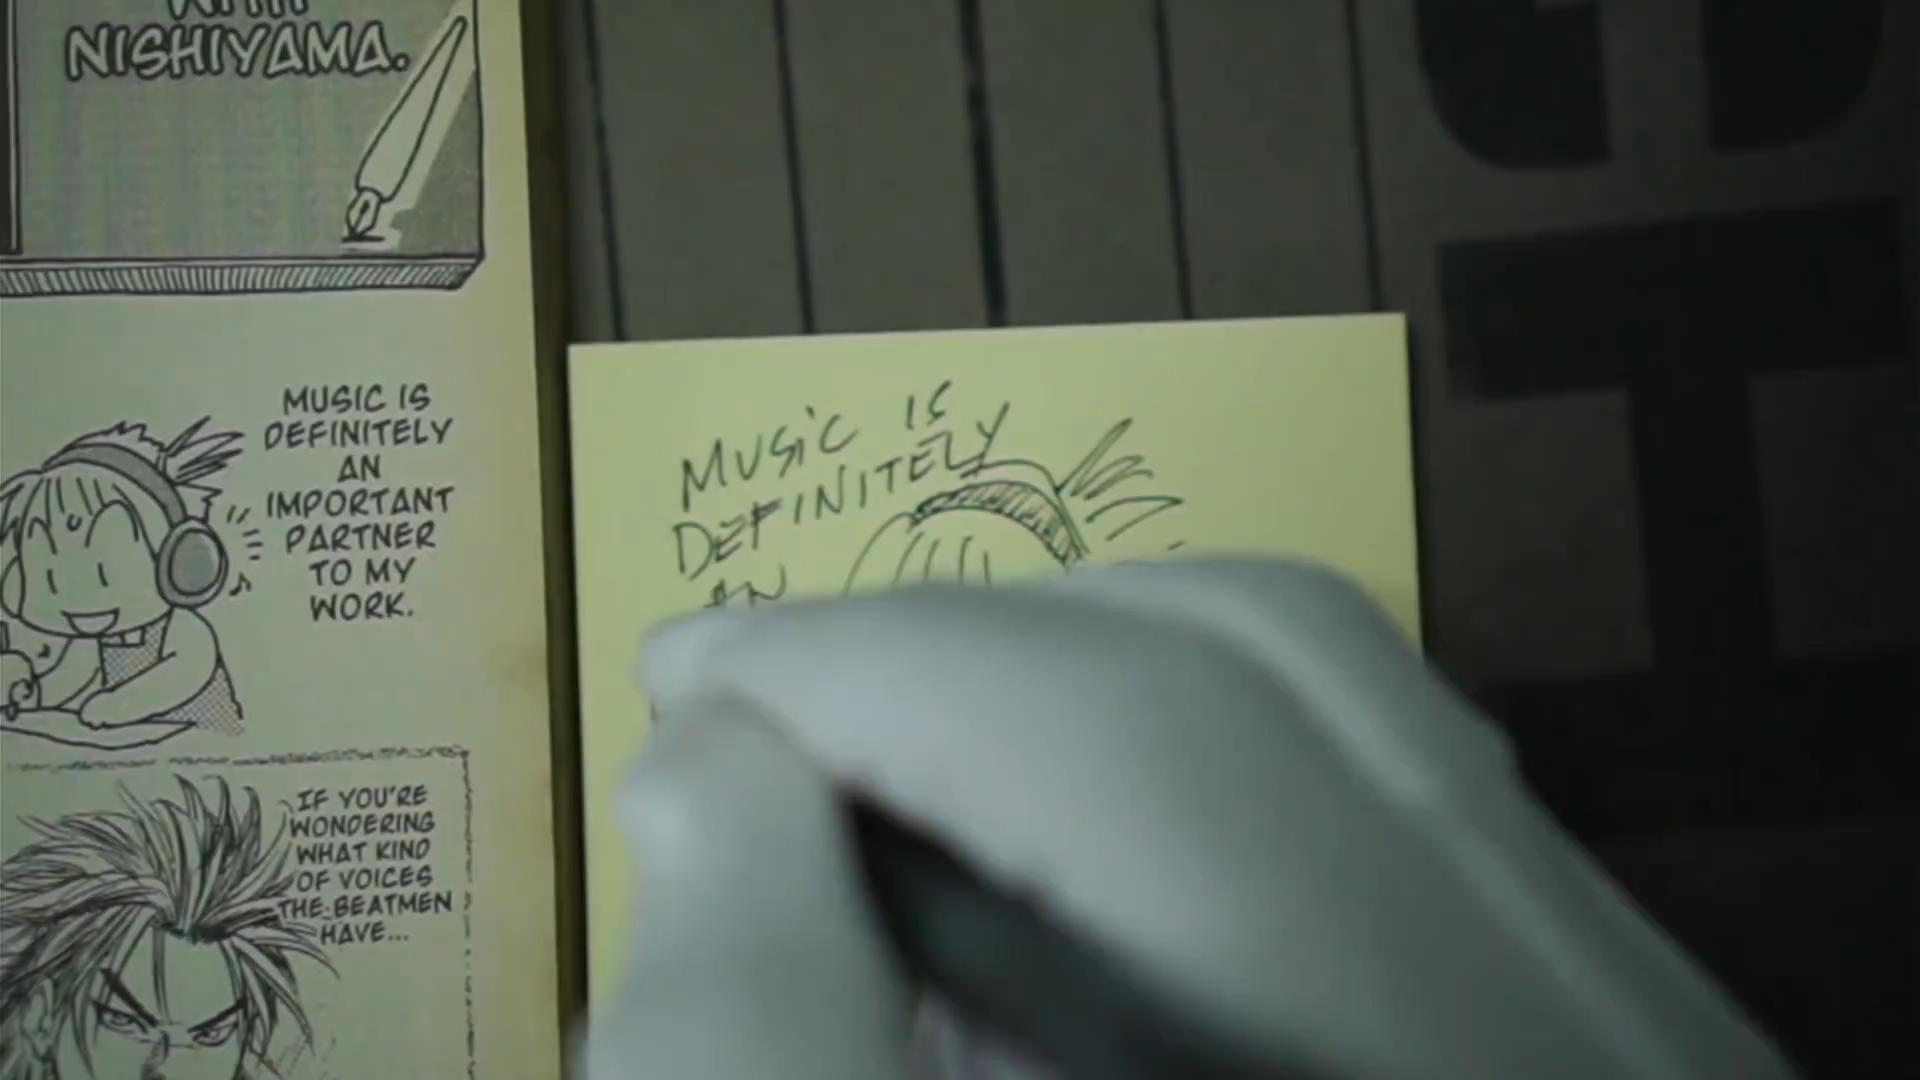 NISHIYAMA.
MUSIC IS
DEFINITELY
AN
IMPORTANT
PARTNER
TO MY
WORK.
IF YOU'RE
WONDERING
WHAT KIND
OF VOICES
THE BEATMEN
HAVE...
MUSIC IS
DEFINITELY
AN